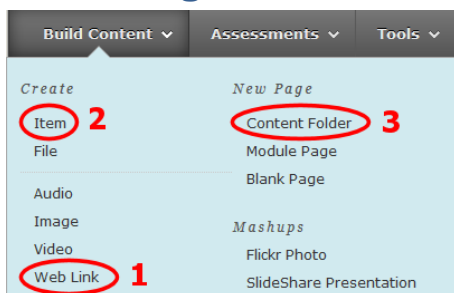 Build Content Assessments Tools
Create New Page
Item 2 Content Folder 3
File Module Page
Blank Page
Audio
Image Mashups
Video Flickr Photo
Web Link 1 SlideShare Presentation